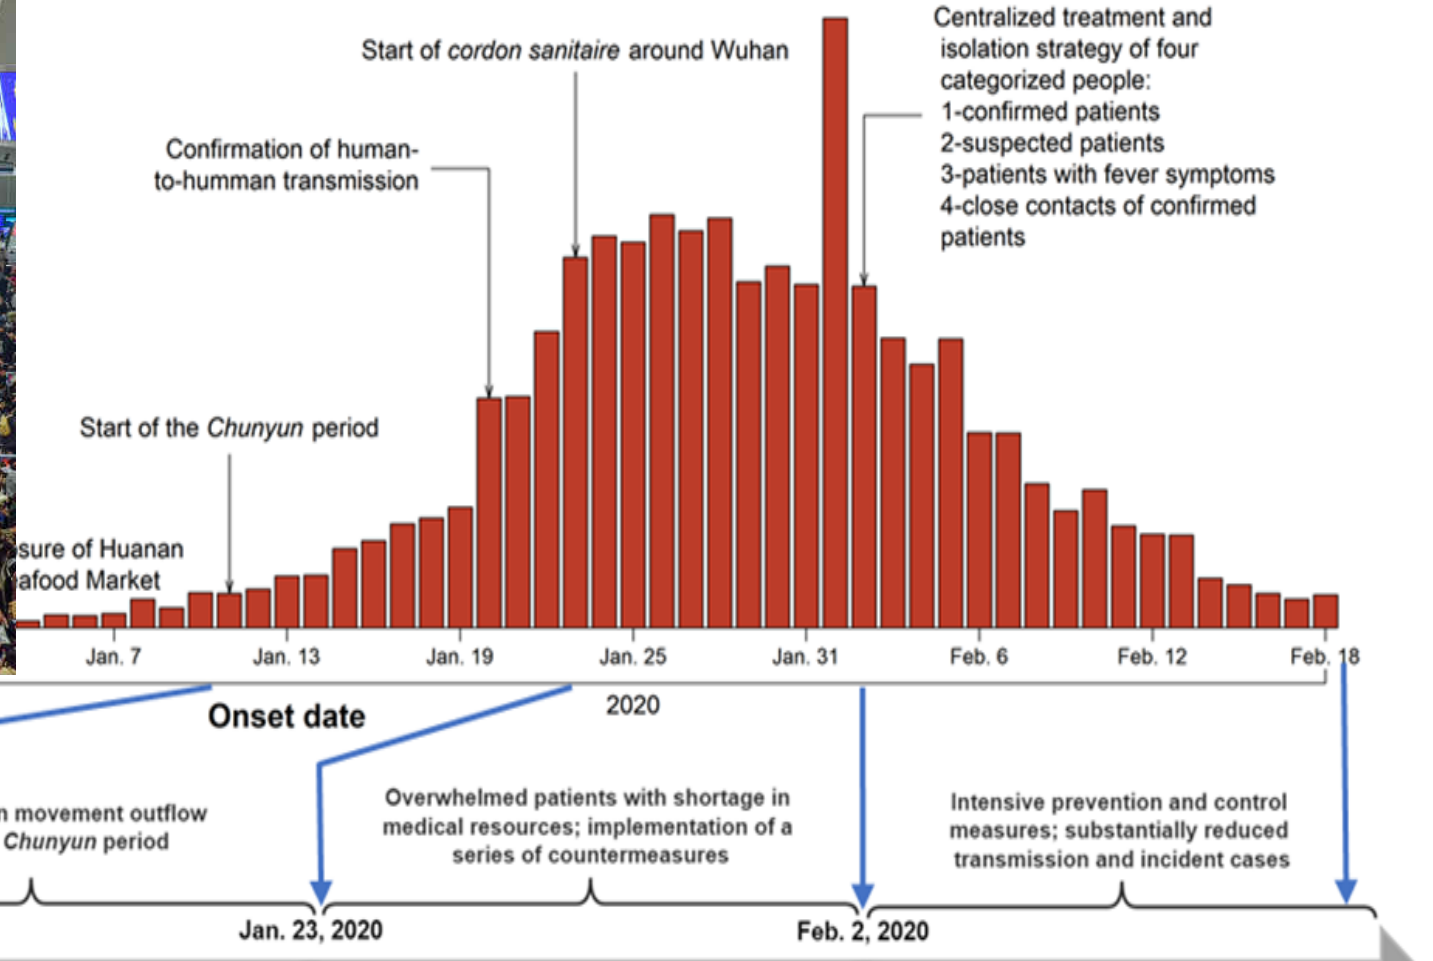 Centralized treatment and
isolation strategy of four
categorized people:
1-confirmed patients
2-suspected patients
3-patients with fever symptoms
4-close contacts of confirmed
patients
Start of cordon sanitaire around Wuhan
Confirmation of human-
to-humman transmission
Start of the Chunyun period
sure of Huanan
afood Market
Jan. 7 Jan. 13 Jan. 19 Jan. 25 Jan. 31 Feb. 6 Feb. 12 Feb. 18
Onset date
2020
n movement outflow
Chunyun period
Overwhelmed patients with shortage in
medical resources; implementation of a
series of countermeasures
Intensive prevention and control
measures; substantially reduced
transmission and incident cases
Jan. 23, 2020
Feb. 2, 2020